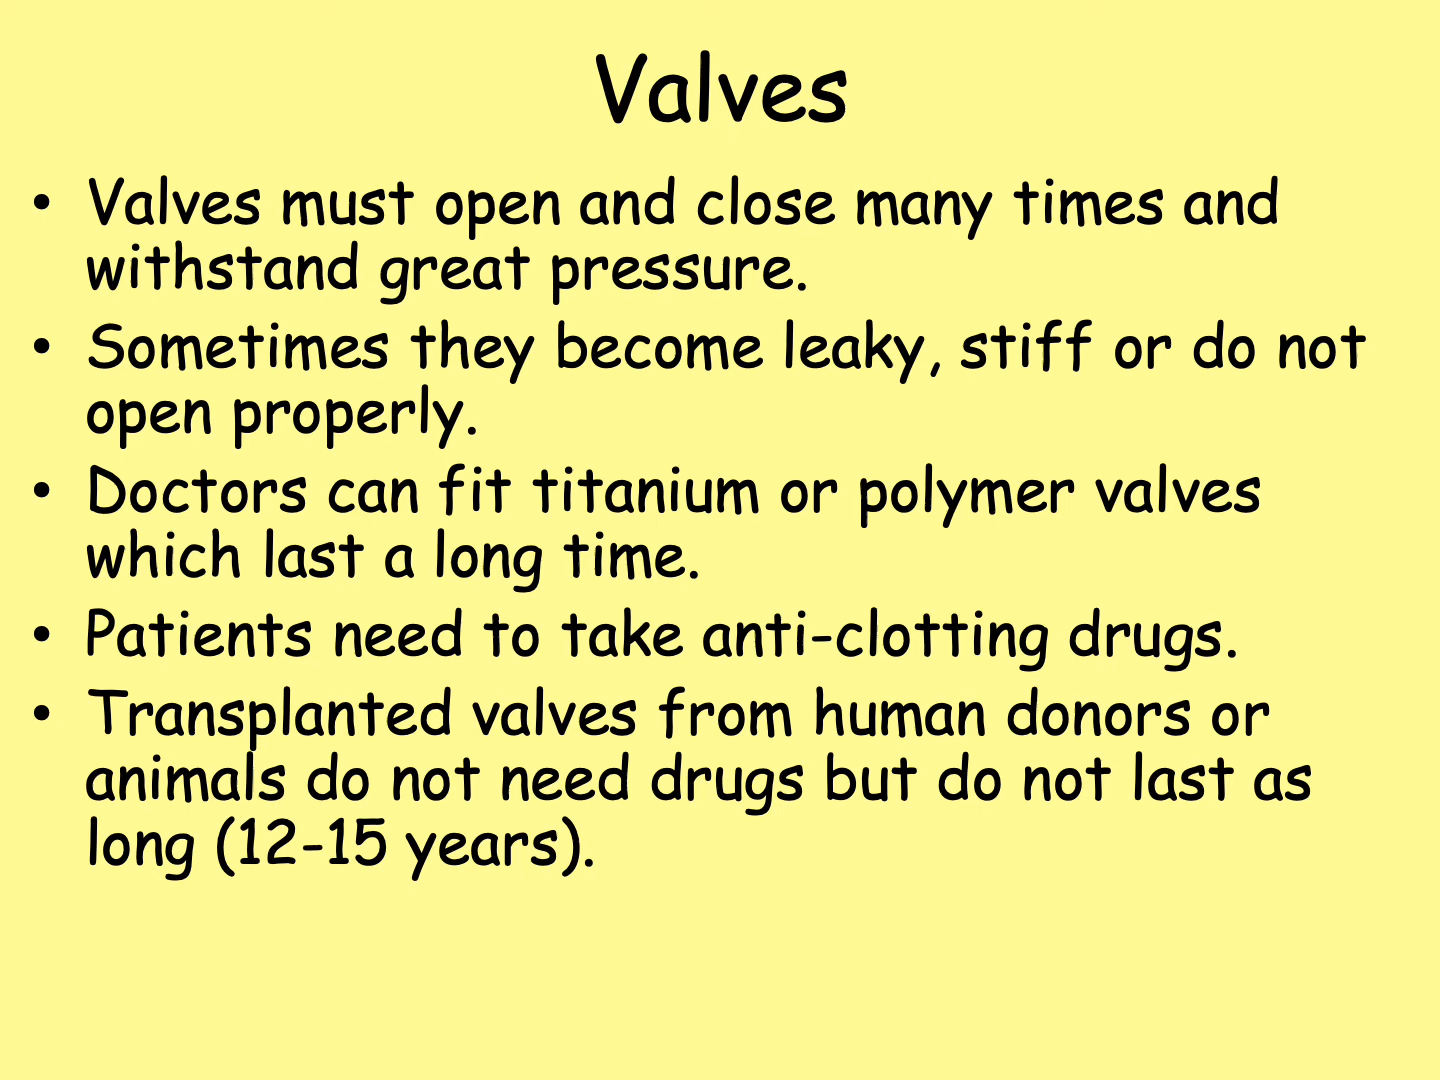 Valves
• Valves must open and close many times and
withstand great pressure.
• Sometimes they become leaky, stiff or do not
open properly.
• Doctors can fit titanium or polymer valves
which last a long time.
• Patients need to take anti-clotting drugs.
• Transplanted valves from human donors or
animals do not need drugs but do not last as
long (12-15 years).